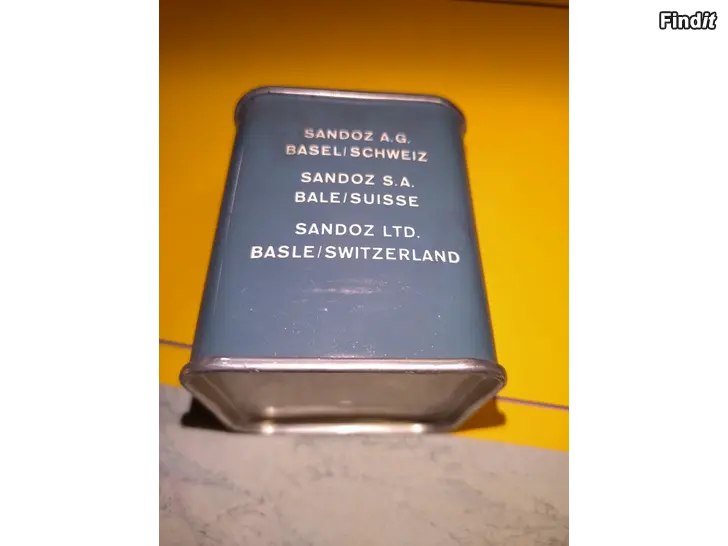 Findit
SANDOZ A.G.
BASEL/SCHWEIZ
SANDOZ S.A.
BALE/SUISSE
SANDOZ LTD.
BASLE/SWITZERLAND